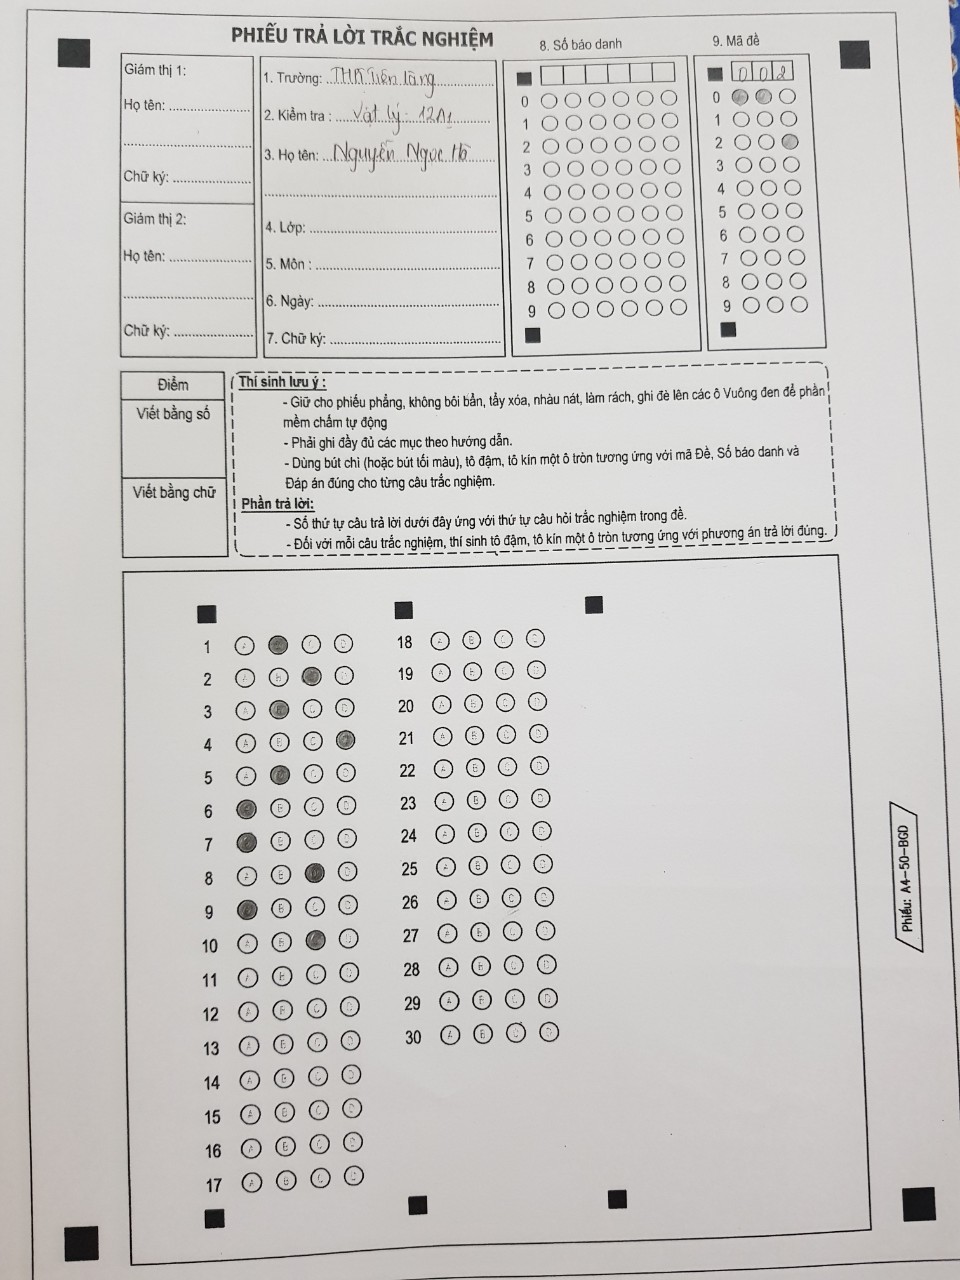 PHIẾU TRẢ LỜI TRẮC NGHIỆM
Giám thị 1:
Họ tên:
Chữ ký:
Giám thị 2:
Họ tên:
Chữ ký:
1. Trường: THPT Tiên Lãng
2. Kiểm tra : Vật lý 12A1
3. Họ tên: Nguyễn Ngọc Hà
4. Lớp:
5. Môn :
6. Ngày:
7. Chữ ký:
8. Số báo danh
0
1
2
3
4
5
6
7
8
9
9. Mã đề
0 0 2
0
1
2
3
4
5
6
7
8
9
Điểm
Viết bằng số
Viết bằng chữ
Thí sinh lưu ý :
- Giữ cho phiếu phẳng, không bôi bẩn, tẩy xóa, nhàu nát, làm rách, ghi đè lên các ô Vuông đen để phần
mềm chấm tự động
- Phải ghi đầy đủ các mục theo hướng dẫn.
- Dùng bút chì (hoặc bút tối màu), tô đậm, tô kín một ô tròn tương ứng với mã Đề, Số báo danh và
Đáp án đúng cho từng câu trắc nghiệm.
Phần trả lời:
- Số thứ tự câu trả lời dưới đây ứng với thứ tự câu hỏi trắc nghiệm trong đề.
- Đối với mỗi câu trắc nghiệm, thí sinh tô đậm, tô kín một ô tròn tương ứng với phương án trả lời đúng.
1 A C D
2 A B D
3 A C D
4 A B C
5 A C D
6 B C D
7 B C D
8 A B D
9 B C D
10 A B D
11 A B C D
12 A B C D
13 A B C D
14 A B C D
15 A B C D
16 A B C D
17 A B C D
18 A B C D
19 A B C D
20 A B C D
21 A B C D
22 A B C D
23 A B C D
24 A B C D
25 A B C D
26 A B C D
27 A B C D
28 A B C D
29 A B C D
30 A B C D
Phiếu: A4-50-BGD